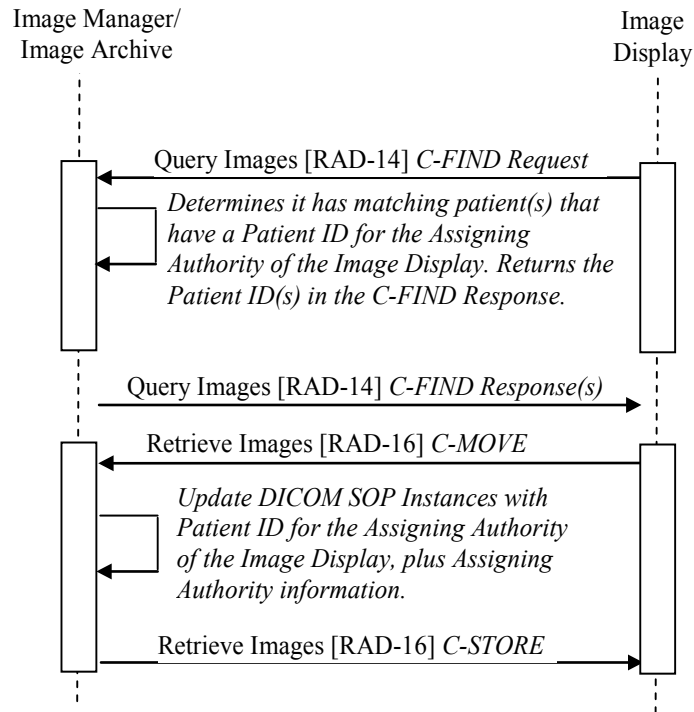 Image Manager/
Image Archive
Image
Display
Query Images [RAD-14] C-FIND Request
Determines it has matching patient(s) that
have a Patient ID for the Assigning
Authority of the Image Display. Returns the
Patient ID(s) in the C-FIND Response.
Query Images [RAD-14] C-FIND Response(s)
Retrieve Images [RAD-16] C-MOVE
Update DICOM SOP Instances with
Patient ID for the Assigning Authority
of the Image Display, plus Assigning
Authority information.
Retrieve Images [RAD-16] C-STORE